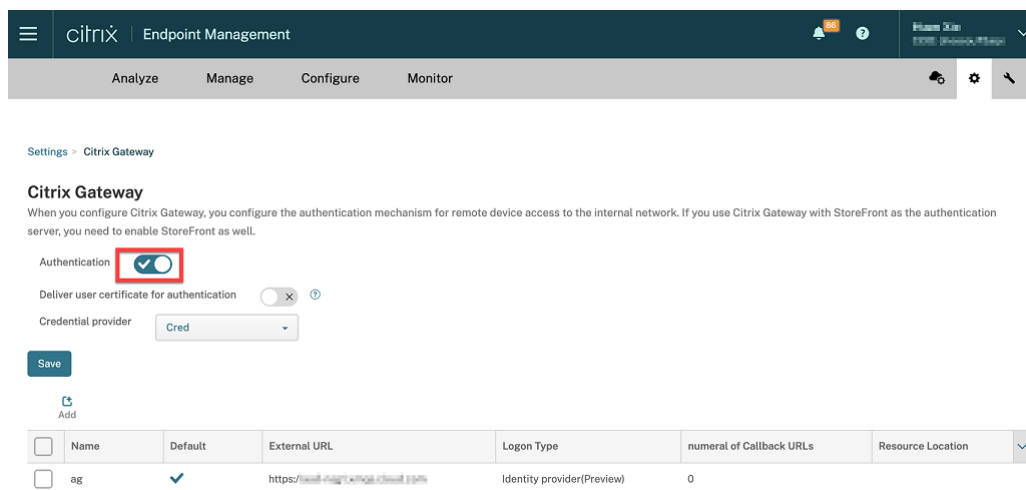 citrix Endpoint Management 86
Analyze Manage Configure Monitor
Settings > Citrix Gateway
Citrix Gateway
When you configure Citrix Gateway, you configure the authentication mechanism for remote device access to the internal network. If you use Citrix Gateway with StoreFront as the authentication
server, you need to enable StoreFront as well.
Authentication
Deliver user certificate for authentication
Credential provider Cred
Save
Add
Name Default External URL Logon Type numeral of Callback URLs Resource Location
ag https:/ Identity provider(Preview) 0